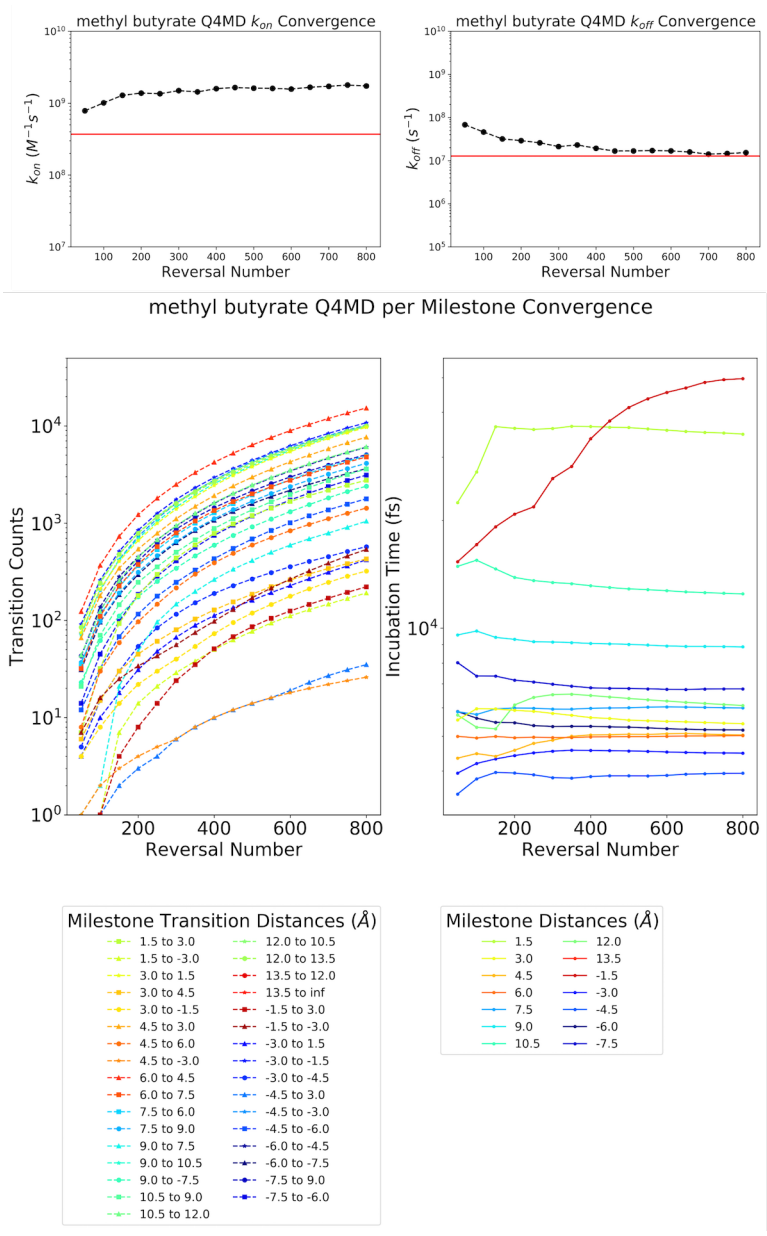 methyl butyrate Q4MD k_on Convergence
10^10
10^9
10^8
10^7
k_on (M^−1s^−1)
100 200 300 400 500 600 700 800
Reversal Number
methyl butyrate Q4MD k_off Convergence
10^10
10^9
10^8
10^7
10^6
10^5
k_off (s^−1)
100 200 300 400 500 600 700 800
Reversal Number
methyl butyrate Q4MD per Milestone Convergence
10^4
10^3
10^2
10^1
10^0
Transition Counts
200 400 600 800
Reversal Number
10^4
Incubation Time (fs)
200 400 600 800
Reversal Number
Milestone Transition Distances (Å)
1.5 to 3.0
1.5 to -3.0
3.0 to 1.5
3.0 to 4.5
3.0 to -1.5
4.5 to 3.0
4.5 to 6.0
4.5 to -3.0
6.0 to 4.5
6.0 to 7.5
7.5 to 6.0
7.5 to 9.0
9.0 to 7.5
9.0 to 10.5
9.0 to -7.5
10.5 to 9.0
10.5 to 12.0
12.0 to 10.5
12.0 to 13.5
13.5 to 12.0
13.5 to inf
-1.5 to 3.0
-1.5 to -3.0
-3.0 to 1.5
-3.0 to -1.5
-3.0 to -4.5
-4.5 to 3.0
-4.5 to -3.0
-4.5 to -6.0
-6.0 to -4.5
-6.0 to -7.5
-7.5 to 9.0
-7.5 to -6.0
Milestone Distances (Å)
1.5
3.0
4.5
6.0
7.5
9.0
10.5
12.0
13.5
-1.5
-3.0
-4.5
-6.0
-7.5